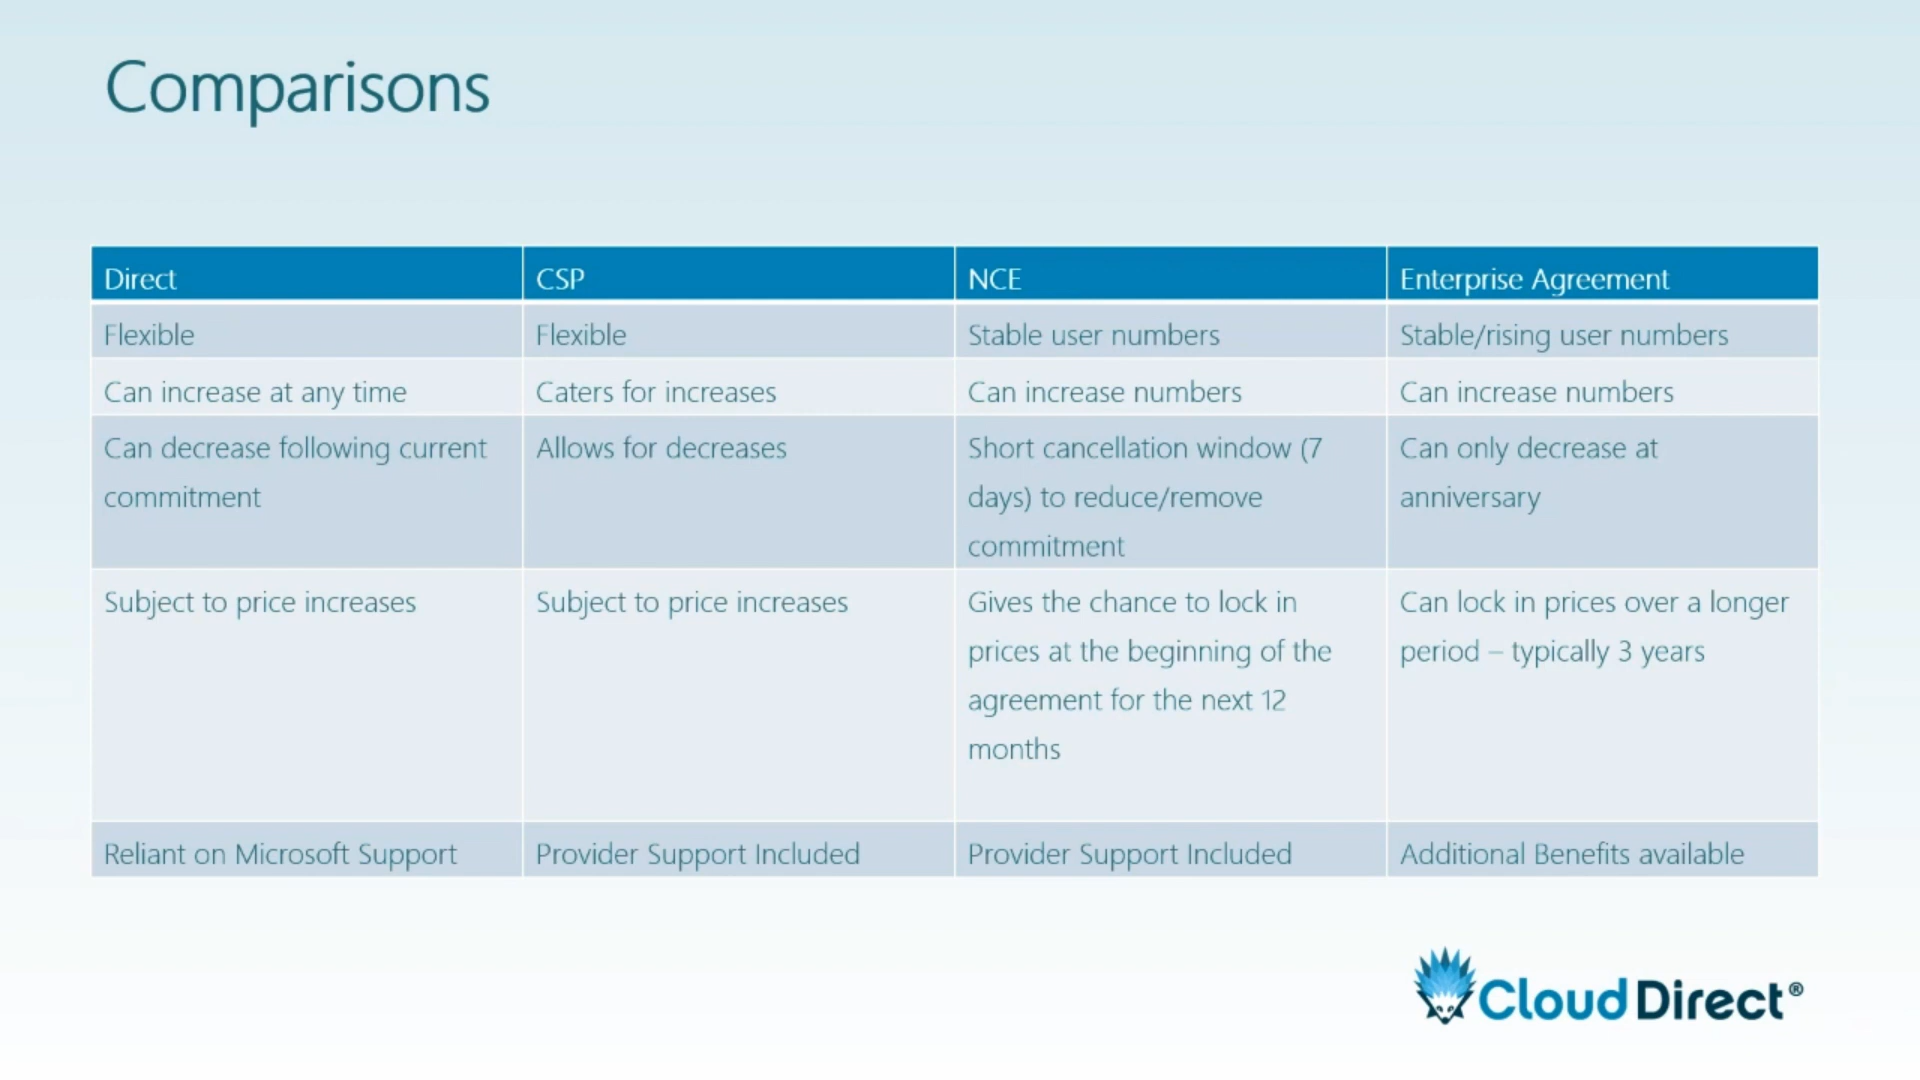 Comparisons
Direct
CSP
NCE
Enterprise Agreement
Flexible
Flexible
Stable user numbers
Stable/rising user numbers
Can increase at any time
Caters for increases
Can increase numbers
Can increase numbers
Can decrease following current
commitment
Allows for decreases
Short cancellation window (7
days) to reduce/remove
commitment
Can only decrease at
anniversary
Subject to price increases
Subject to price increases
Gives the chance to lock in
prices at the beginning of the
agreement for the next 12
months
Can lock in prices over a longer
period – typically 3 years
Reliant on Microsoft Support
Provider Support Included
Provider Support Included
Additional Benefits available
Cloud Direct®